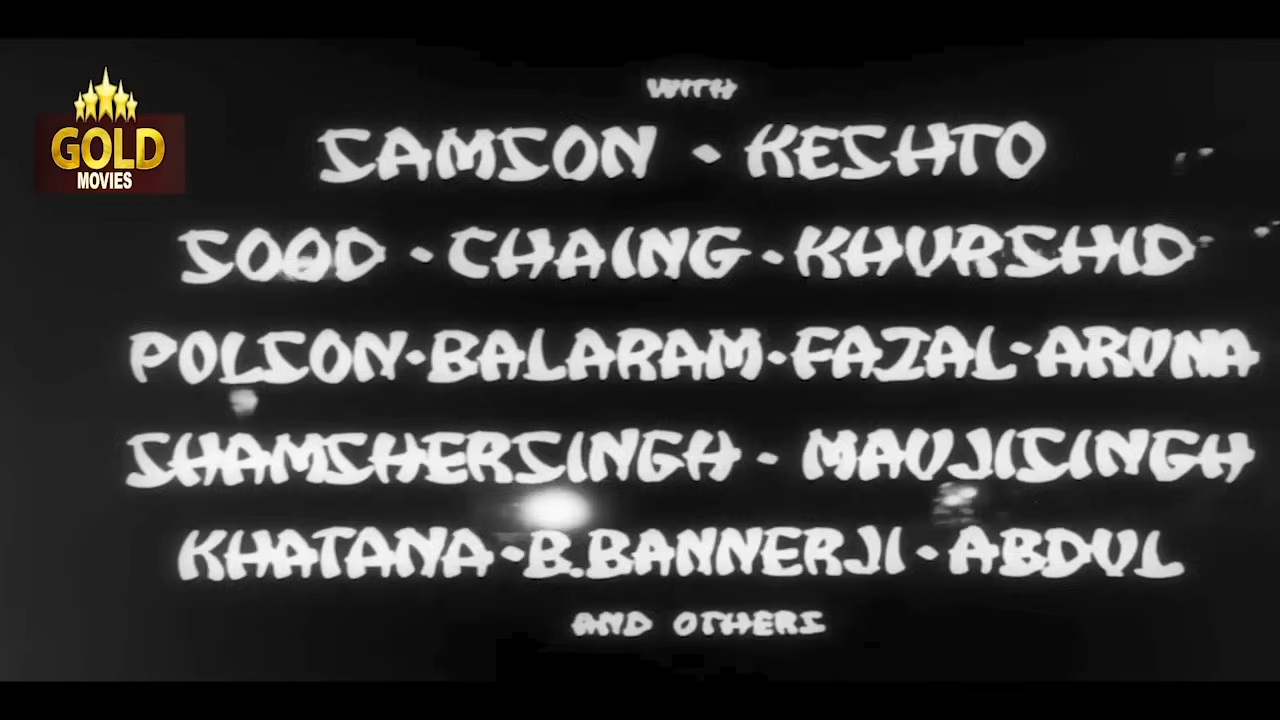 GOLD
MOVIES
WITH
SAMSON • KESHTO
SOOD • CHAING • KHURSHID
POLSON • BALARAM • FAZAL • ARUNA
SHAMSHERSINGH • MAUJISINGH
KHATANA • B.BANNERJI • ABDUL
AND OTHERS